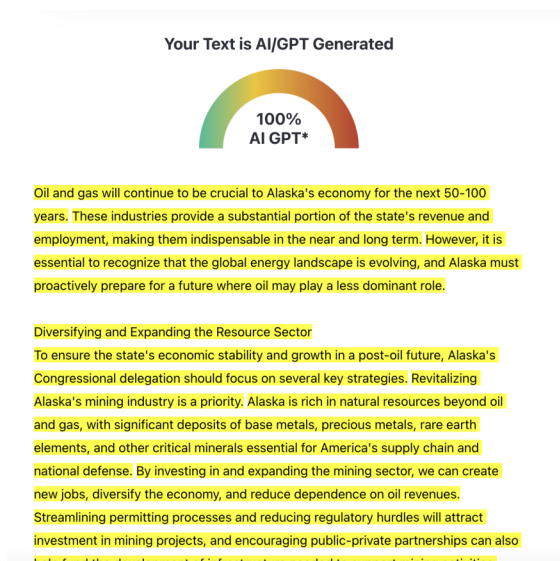 Your Text is AI/GPT Generated
100%
AI GPT*
Oil and gas will continue to be crucial to Alaska's economy for the next 50-100
years. These industries provide a substantial portion of the state's revenue and
employment, making them indispensable in the near and long term. However, it is
essential to recognize that the global energy landscape is evolving, and Alaska must
proactively prepare for a future where oil may play a less dominant role.
Diversifying and Expanding the Resource Sector
To ensure the state's economic stability and growth in a post-oil future, Alaska's
Congressional delegation should focus on several key strategies. Revitalizing
Alaska's mining industry is a priority. Alaska is rich in natural resources beyond oil
and gas, with significant deposits of base metals, precious metals, rare earth
elements, and other critical minerals essential for America's supply chain and
national defense. By investing in and expanding the mining sector, we can create
new jobs, diversify the economy, and reduce dependence on oil revenues.
Streamlining permitting processes and reducing regulatory hurdles will attract
investment in mining projects, and encouraging public-private partnerships can also